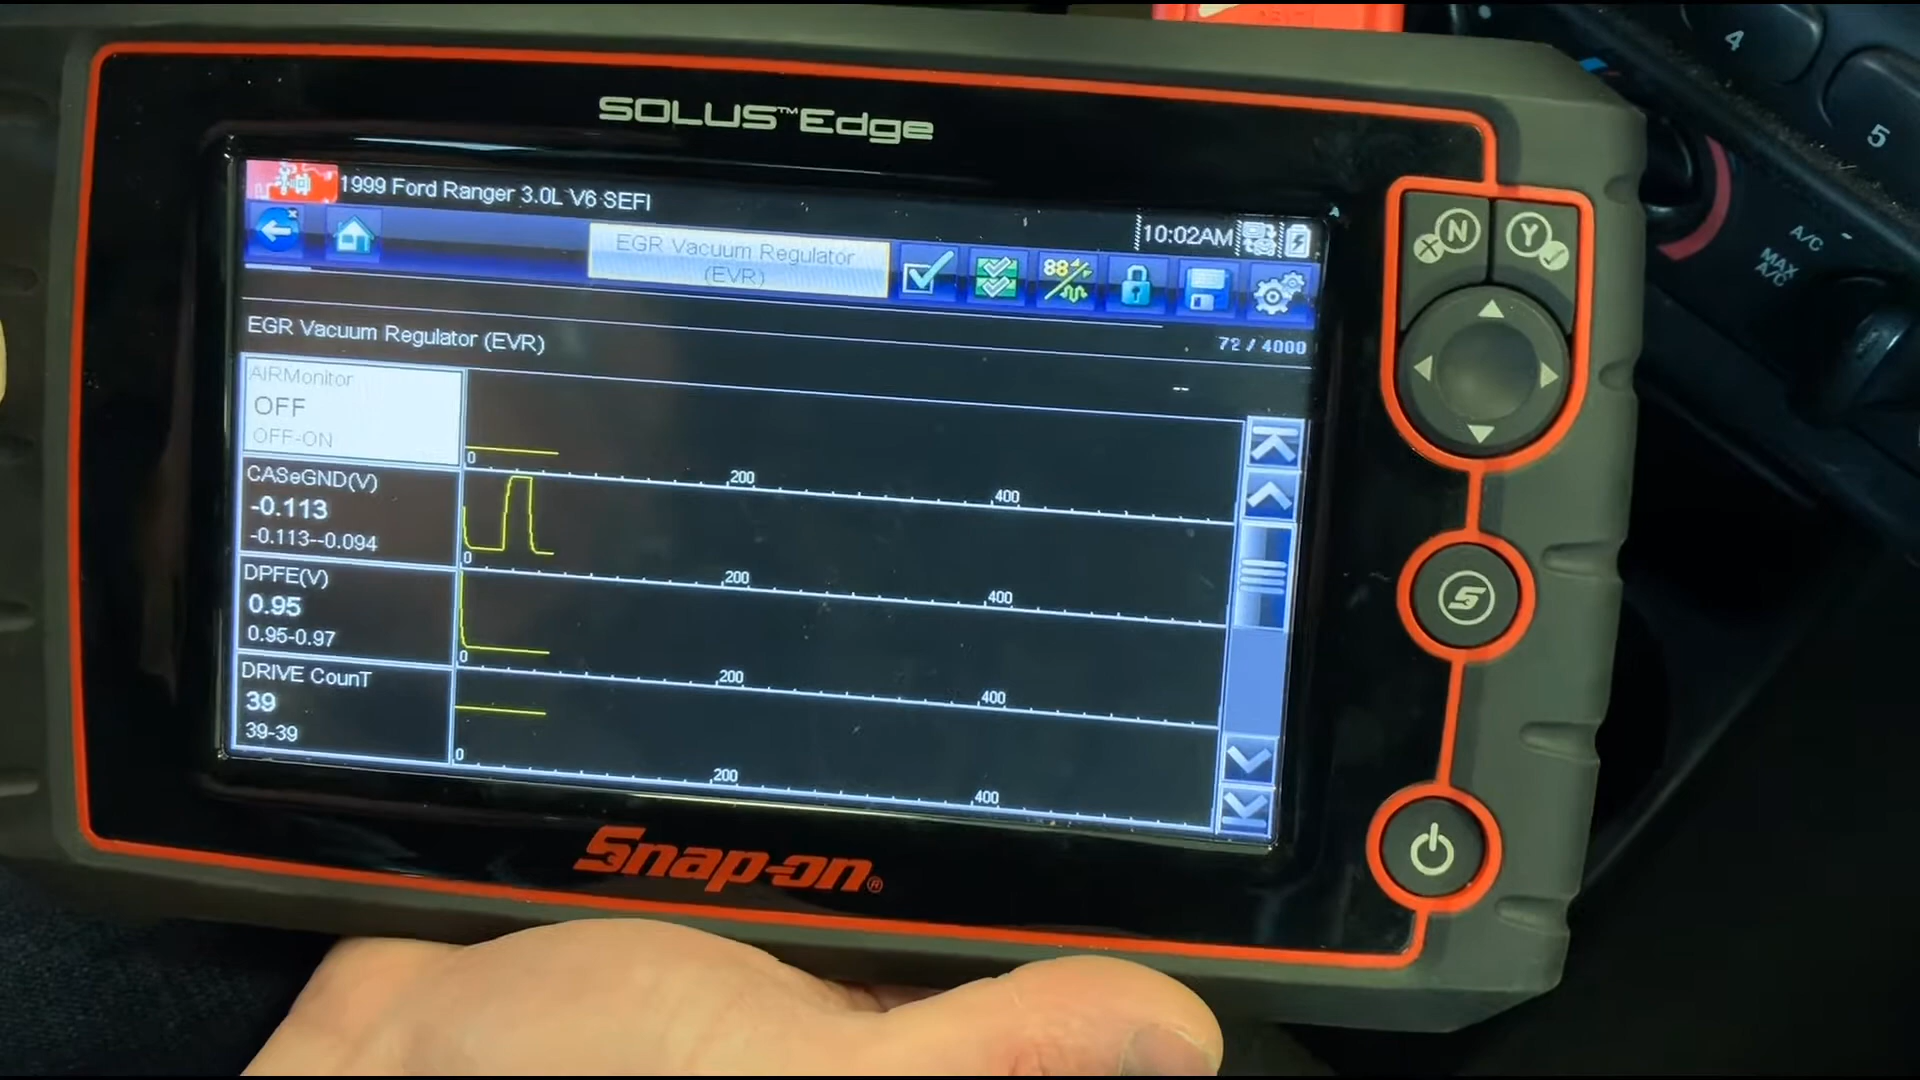 SOLUS™Edge
1999 Ford Ranger 3.0L V6 SEFI
10:02AM
EGR Vacuum Regulator
(EVR)
88
EGR Vacuum Regulator (EVR)
72 / 4000
--
AIRMonitor
OFF
OFF-ON
0
200
400
CASeGND(V)
-0.113
-0.113--0.094
0
200
400
DPFE(V)
0.95
0.95-0.97
0
200
400
DRIVE CounT
39
39-39
0
200
400
Snap-on®
N
Y
S
4
5
A/C
MAX
A/C